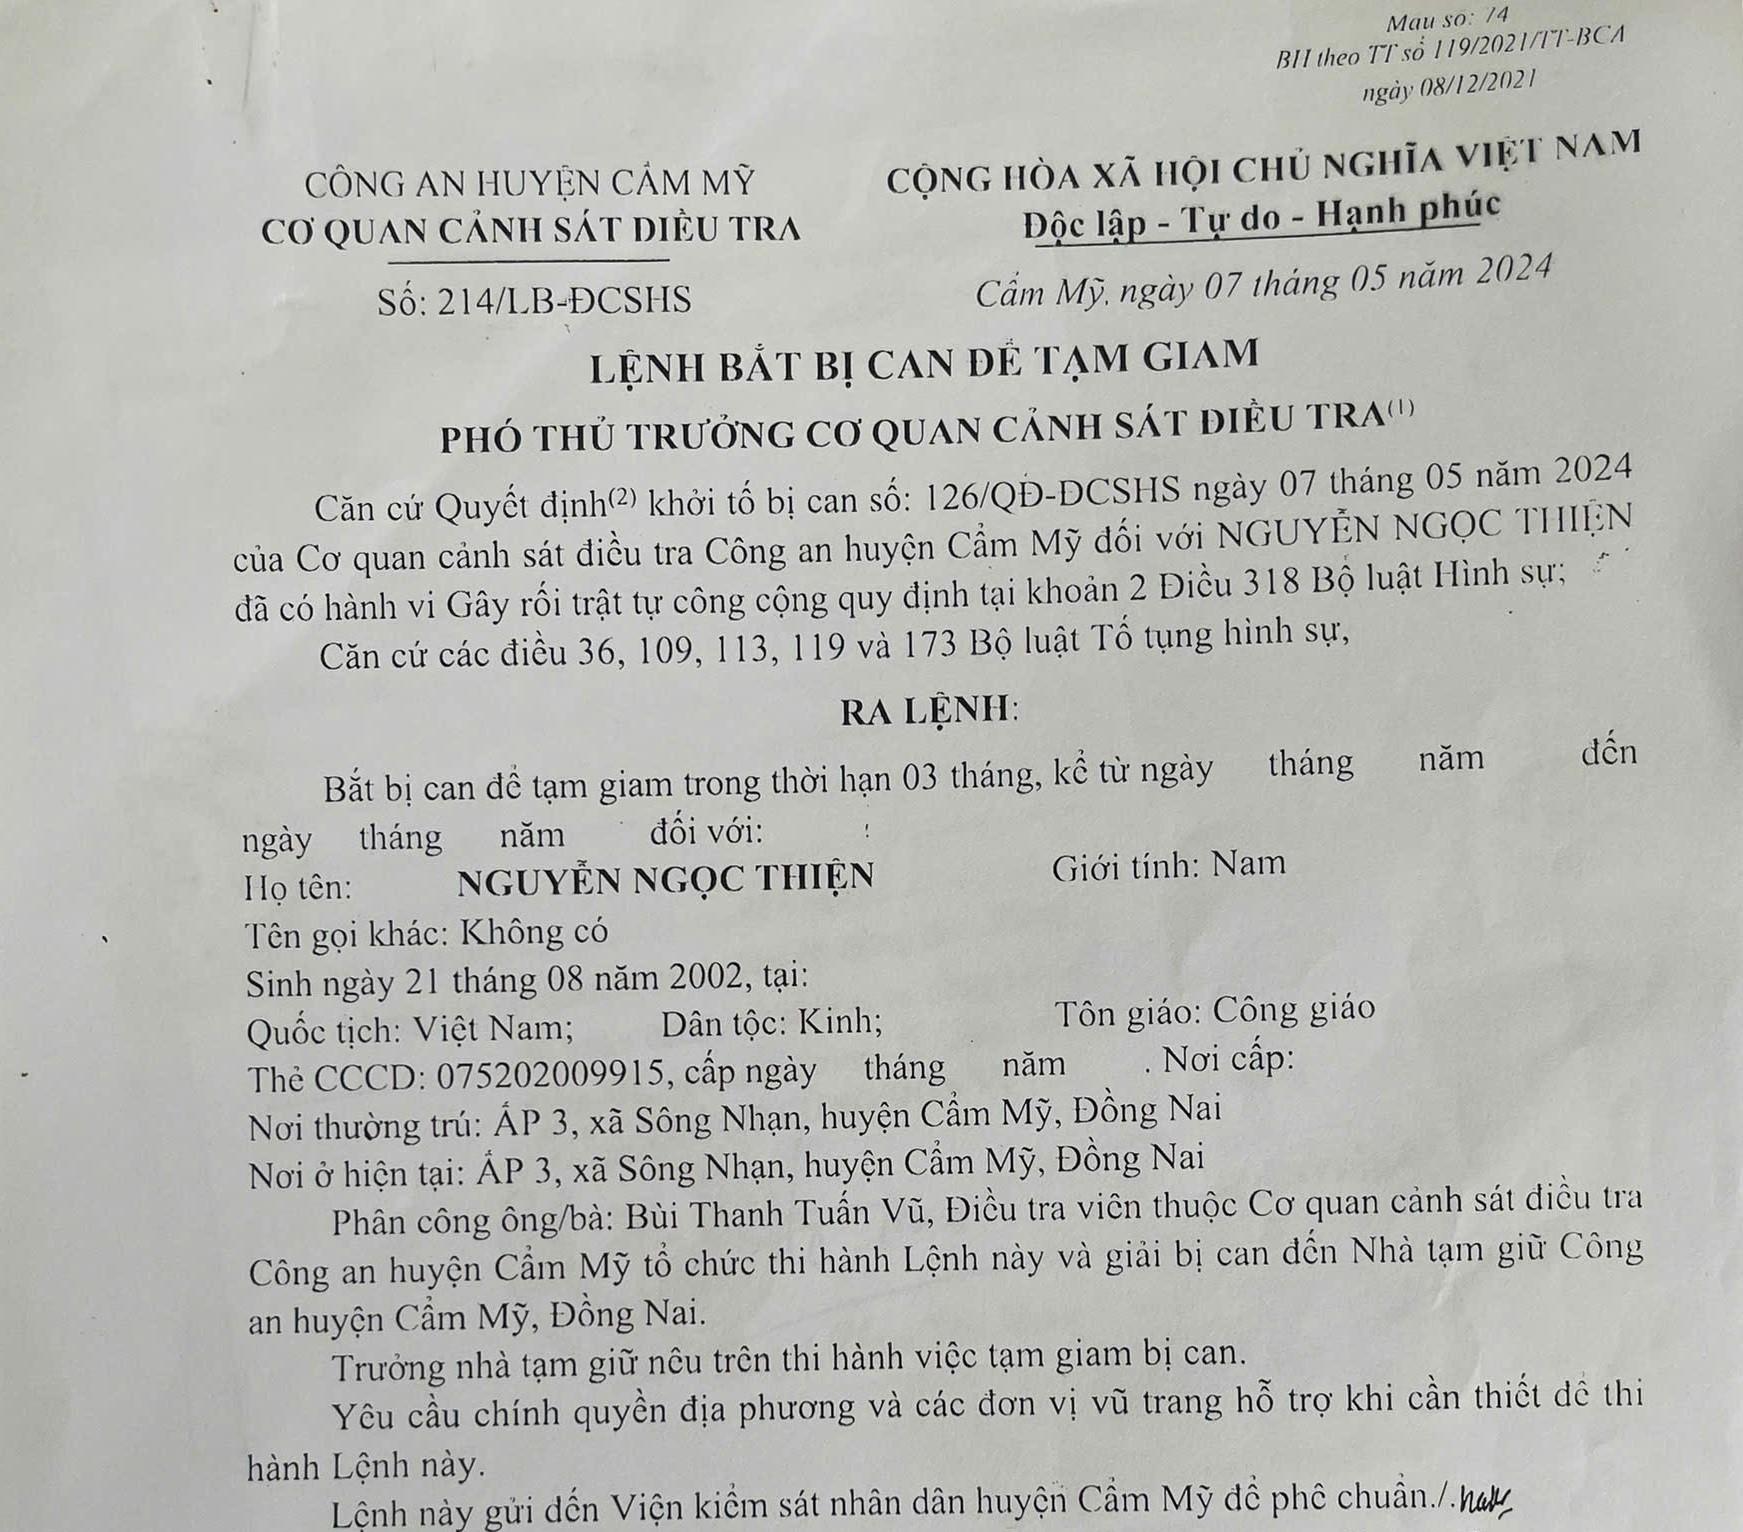 Mẫu số: 74
BH theo TT số 119/2021/TT-BCA
ngày 08/12/2021
CÔNG AN HUYỆN CẨM MỸ
CƠ QUAN CẢNH SÁT ĐIỀU TRA
Số: 214/LB-ĐCSHS
CỘNG HÒA XÃ HỘI CHỦ NGHĨA VIỆT NAM
Độc lập - Tự do - Hạnh phúc
Cẩm Mỹ, ngày 07 tháng 05 năm 2024
LỆNH BẮT BỊ CAN ĐỂ TẠM GIAM
PHÓ THỦ TRƯỞNG CƠ QUAN CẢNH SÁT ĐIỀU TRA(1)
Căn cứ Quyết định(2) khởi tố bị can số: 126/QĐ-ĐCSHS ngày 07 tháng 05 năm 2024
của Cơ quan cảnh sát điều tra Công an huyện Cẩm Mỹ đối với NGUYỄN NGỌC THIỆN
đã có hành vi Gây rối trật tự công cộng quy định tại khoản 2 Điều 318 Bộ luật Hình sự;
Căn cứ các điều 36, 109, 113, 119 và 173 Bộ luật Tố tụng hình sự,
RA LỆNH:
Bắt bị can để tạm giam trong thời hạn 03 tháng, kể từ ngày tháng năm đến
ngày tháng năm đối với:
Họ tên: NGUYỄN NGỌC THIỆN Giới tính: Nam
Tên gọi khác: Không có
Sinh ngày 21 tháng 08 năm 2002, tại:
Quốc tịch: Việt Nam; Dân tộc: Kinh; Tôn giáo: Công giáo
Thẻ CCCD: 075202009915, cấp ngày tháng năm . Nơi cấp:
Nơi thường trú: ẤP 3, xã Sông Nhạn, huyện Cẩm Mỹ, Đồng Nai
Nơi ở hiện tại: ẤP 3, xã Sông Nhạn, huyện Cẩm Mỹ, Đồng Nai
Phân công ông/bà: Bùi Thanh Tuấn Vũ, Điều tra viên thuộc Cơ quan cảnh sát điều tra
Công an huyện Cẩm Mỹ tổ chức thi hành Lệnh này và giải bị can đến Nhà tạm giữ Công
an huyện Cẩm Mỹ, Đồng Nai.
Trưởng nhà tạm giữ nêu trên thi hành việc tạm giam bị can.
Yêu cầu chính quyền địa phương và các đơn vị vũ trang hỗ trợ khi cần thiết để thi
hành Lệnh này.
Lệnh này gửi đến Viện kiểm sát nhân dân huyện Cẩm Mỹ để phê chuẩn./.